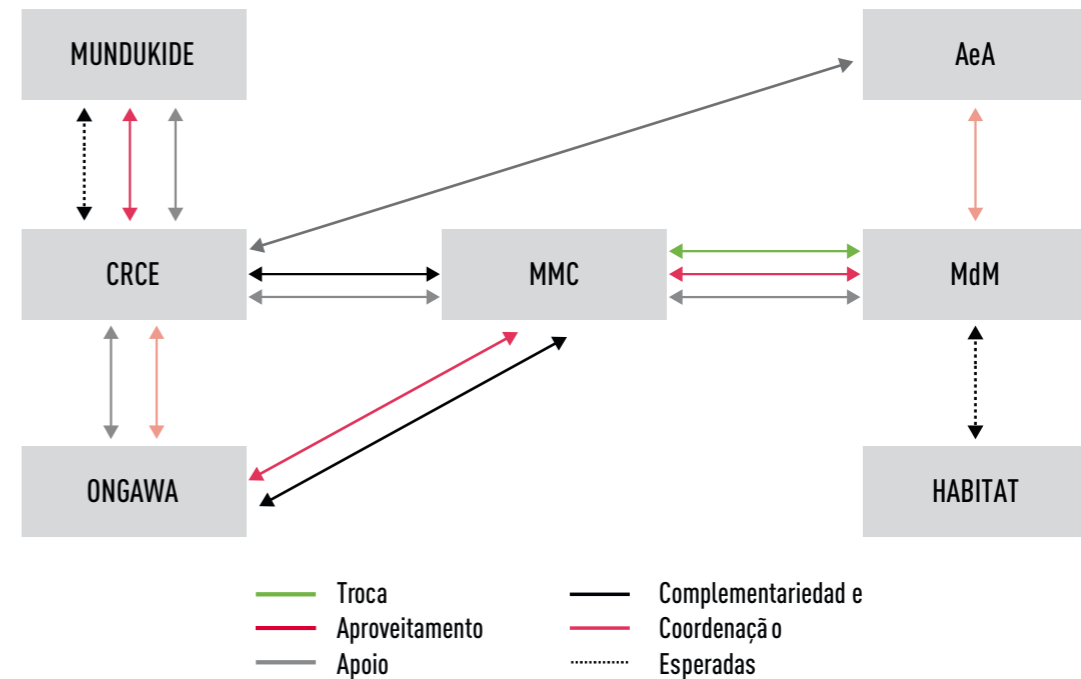 MUNDUKIDE
AeA
CRCE
MMC
MdM
ONGAWA
HABITAT
Troca
Aproveitamento
Apoio
Complementariedad e
Coordenaçã o
Esperadas